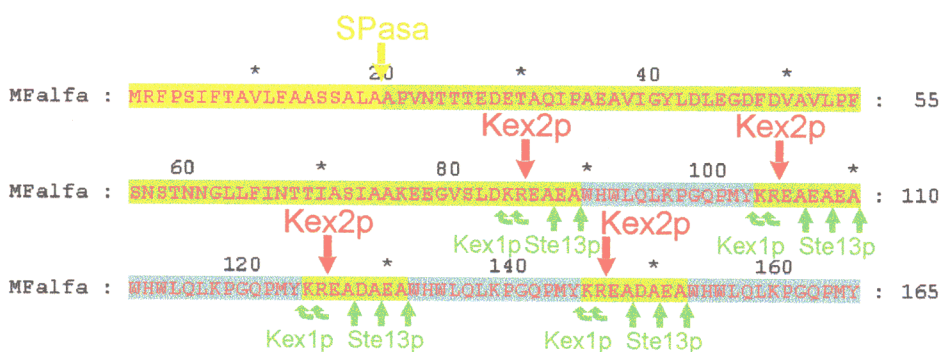 SPasa
* 20 * 40 *
MFalfa : MRFPSIFTAVLFAASSALAAPVNTTTEDETAQIPAEAVIGYLDLEGDFDVAVLPF : 55
Kex2p Kex2p
60 * 80 * 100 *
MFalfa : SNSTNNGLLFINTTIASIAAKEEGVSLDKREAEAWHWLQLKPGQPMYKREAEAEA : 110
Kex1p Ste13p Kex1p Ste13p
Kex2p Kex2p
120 * 140 * 160
MFalfa : WHWLQLKPGQPMYKREADAEAWHWLQLKPGQPMYKREADAEAWHWLQLKPGQPMY : 165
Kex1p Ste13p Kex1p Ste13p